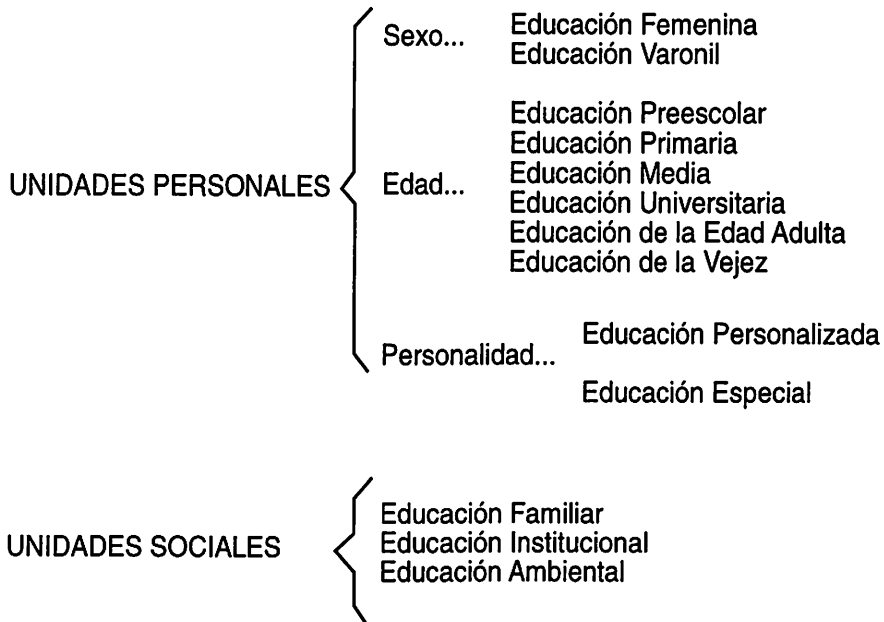 UNIDADES PERSONALES
Sexo...
Educación Femenina
Educación Varonil
Edad...
Educación Preescolar
Educación Primaria
Educación Media
Educación Universitaria
Educación de la Edad Adulta
Educación de la Vejez
Personalidad...
Educación Personalizada
Educación Especial
UNIDADES SOCIALES
Educación Familiar
Educación Institucional
Educación Ambiental